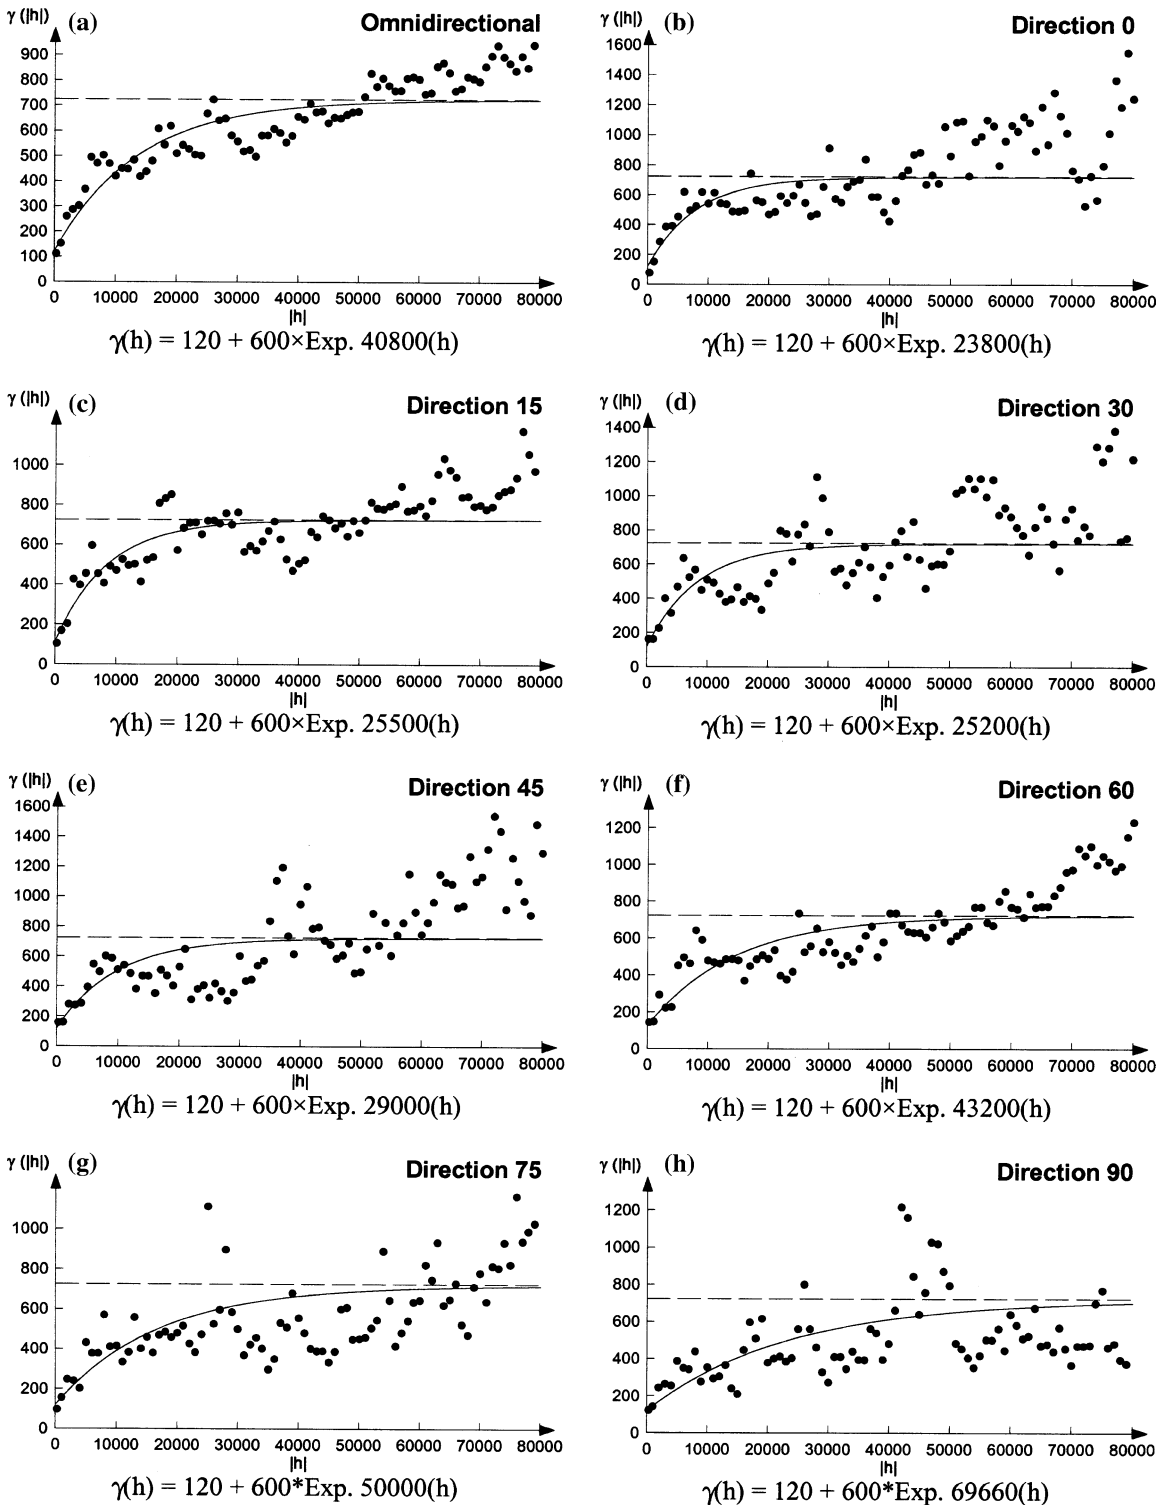 γ (|h|) (a) Omnidirectional
900
800
700
600
500
400
300
200
100
0
0 10000 20000 30000 40000 50000 60000 70000 80000
|h|
γ(h) = 120 + 600×Exp. 40800(h)
γ (|h|) (b) Direction 0
1600
1400
1200
1000
800
600
400
200
0
0 10000 20000 30000 40000 50000 60000 70000 80000
|h|
γ(h) = 120 + 600×Exp. 23800(h)
γ (|h|) (c) Direction 15
1000
800
600
400
200
0
0 10000 20000 30000 40000 50000 60000 70000 80000
|h|
γ(h) = 120 + 600×Exp. 25500(h)
γ (|h|) (d) Direction 30
1400
1200
1000
800
600
400
200
0
0 10000 20000 30000 40000 50000 60000 70000 80000
|h|
γ(h) = 120 + 600×Exp. 25200(h)
γ (|h|) (e) Direction 45
1600
1400
1200
1000
800
600
400
200
0
0 10000 20000 30000 40000 50000 60000 70000 80000
|h|
γ(h) = 120 + 600×Exp. 29000(h)
γ (|h|) (f) Direction 60
1200
1000
800
600
400
200
0
0 10000 20000 30000 40000 50000 60000 70000 80000
|h|
γ(h) = 120 + 600×Exp. 43200(h)
γ (|h|) (g) Direction 75
1000
800
600
400
200
0
0 10000 20000 30000 40000 50000 60000 70000 80000
|h|
γ(h) = 120 + 600*Exp. 50000(h)
γ (|h|) (h) Direction 90
1200
1000
800
600
400
200
0
0 10000 20000 30000 40000 50000 60000 70000 80000
|h|
γ(h) = 120 + 600*Exp. 69660(h)